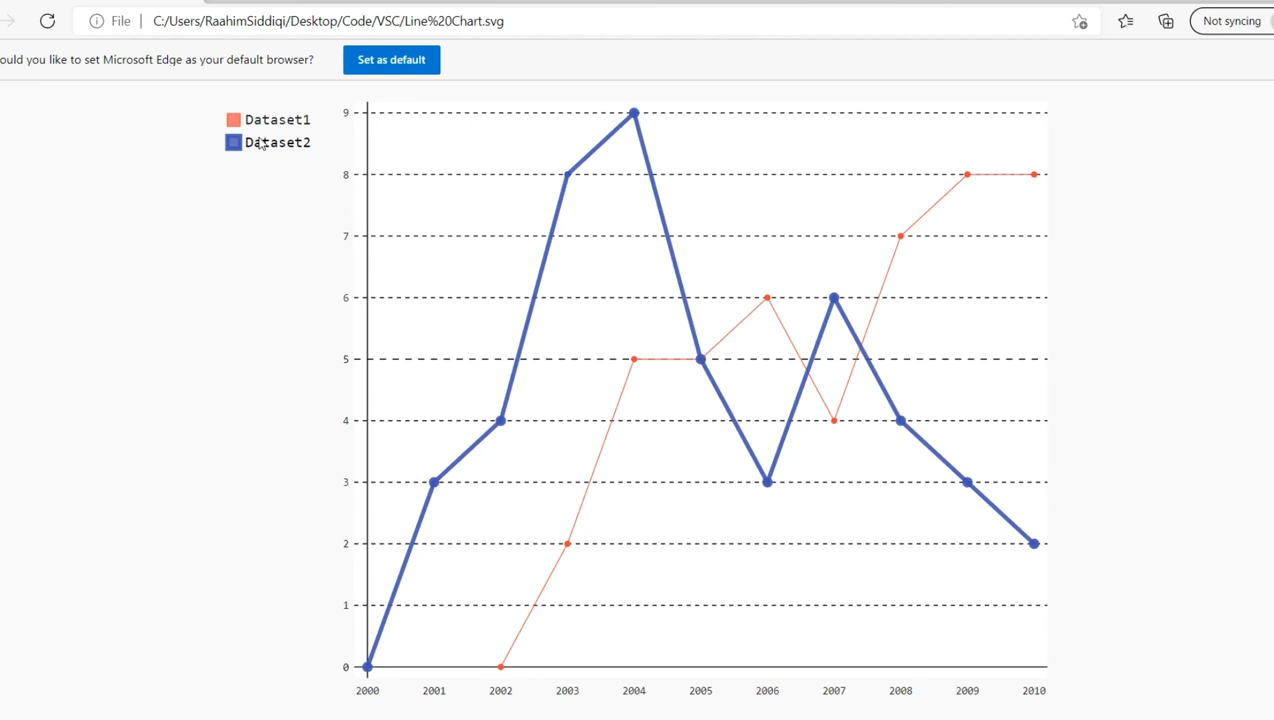 File C:/Users/RaahimSiddiqi/Desktop/Code/VSC/Line%20Chart.svg Not syncing
ould you like to set Microsoft Edge as your default browser? Set as default
Dataset1
Dataset2
9
8
7
6
5
4
3
2
1
0
2000 2001 2002 2003 2004 2005 2006 2007 2008 2009 2010